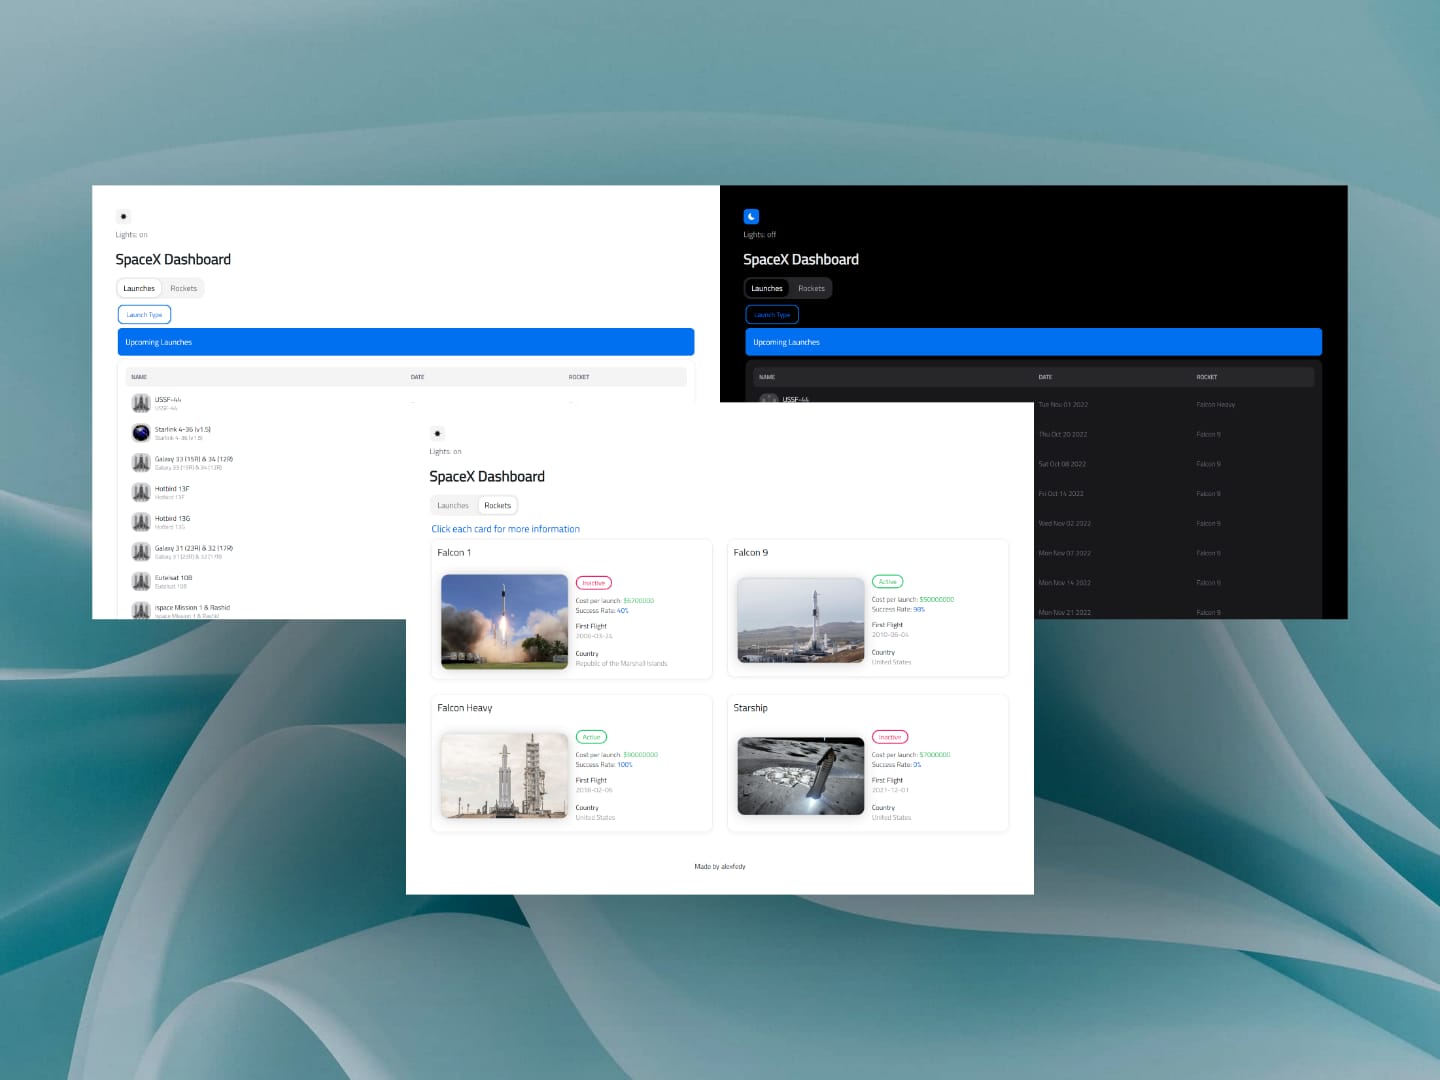 Lights: on
SpaceX Dashboard
Launches Rockets
Launch Type
Upcoming Launches
NAME DATE ROCKET
USSF-44
USSF-44
Starlink 4-36 (v1.5)
Starlink 4-36 (v1.5)
Galaxy 33 (15R) & 34 (12R)
Galaxy 33 (15R) & 34 (12R)
Hotbird 13F
Hotbird 13F
Hotbird 13G
Hotbird 13G
Galaxy 31 (23R) & 32 (17R)
Galaxy 31 (23R) & 32 (17R)
Eutelsat 10B
Eutelsat 10B
ispace Mission 1 & Rashid
ispace Mission 1 & Rashid
Lights: off
SpaceX Dashboard
Launches Rockets
Launch Type
Upcoming Launches
NAME DATE ROCKET
USSF-44
Tue Nov 01 2022 Falcon Heavy
Thu Oct 20 2022 Falcon 9
Sat Oct 08 2022 Falcon 9
Fri Oct 14 2022 Falcon 9
Wed Nov 02 2022 Falcon 9
Mon Nov 07 2022 Falcon 9
Mon Nov 14 2022 Falcon 9
Mon Nov 21 2022 Falcon 9
Lights: on
SpaceX Dashboard
Launches Rockets
Click each card for more information
Falcon 1
Inactive
Cost per launch: $6700000
Success Rate: 40%
First Flight
2006-03-24
Country
Republic of the Marshall Islands
Falcon 9
Active
Cost per launch: $50000000
Success Rate: 98%
First Flight
2010-06-04
Country
United States
Falcon Heavy
Active
Cost per launch: $90000000
Success Rate: 100%
First Flight
2018-02-06
Country
United States
Starship
Inactive
Cost per launch: $7000000
Success Rate: 0%
First Flight
2021-12-01
Country
United States
Made by alexfedy